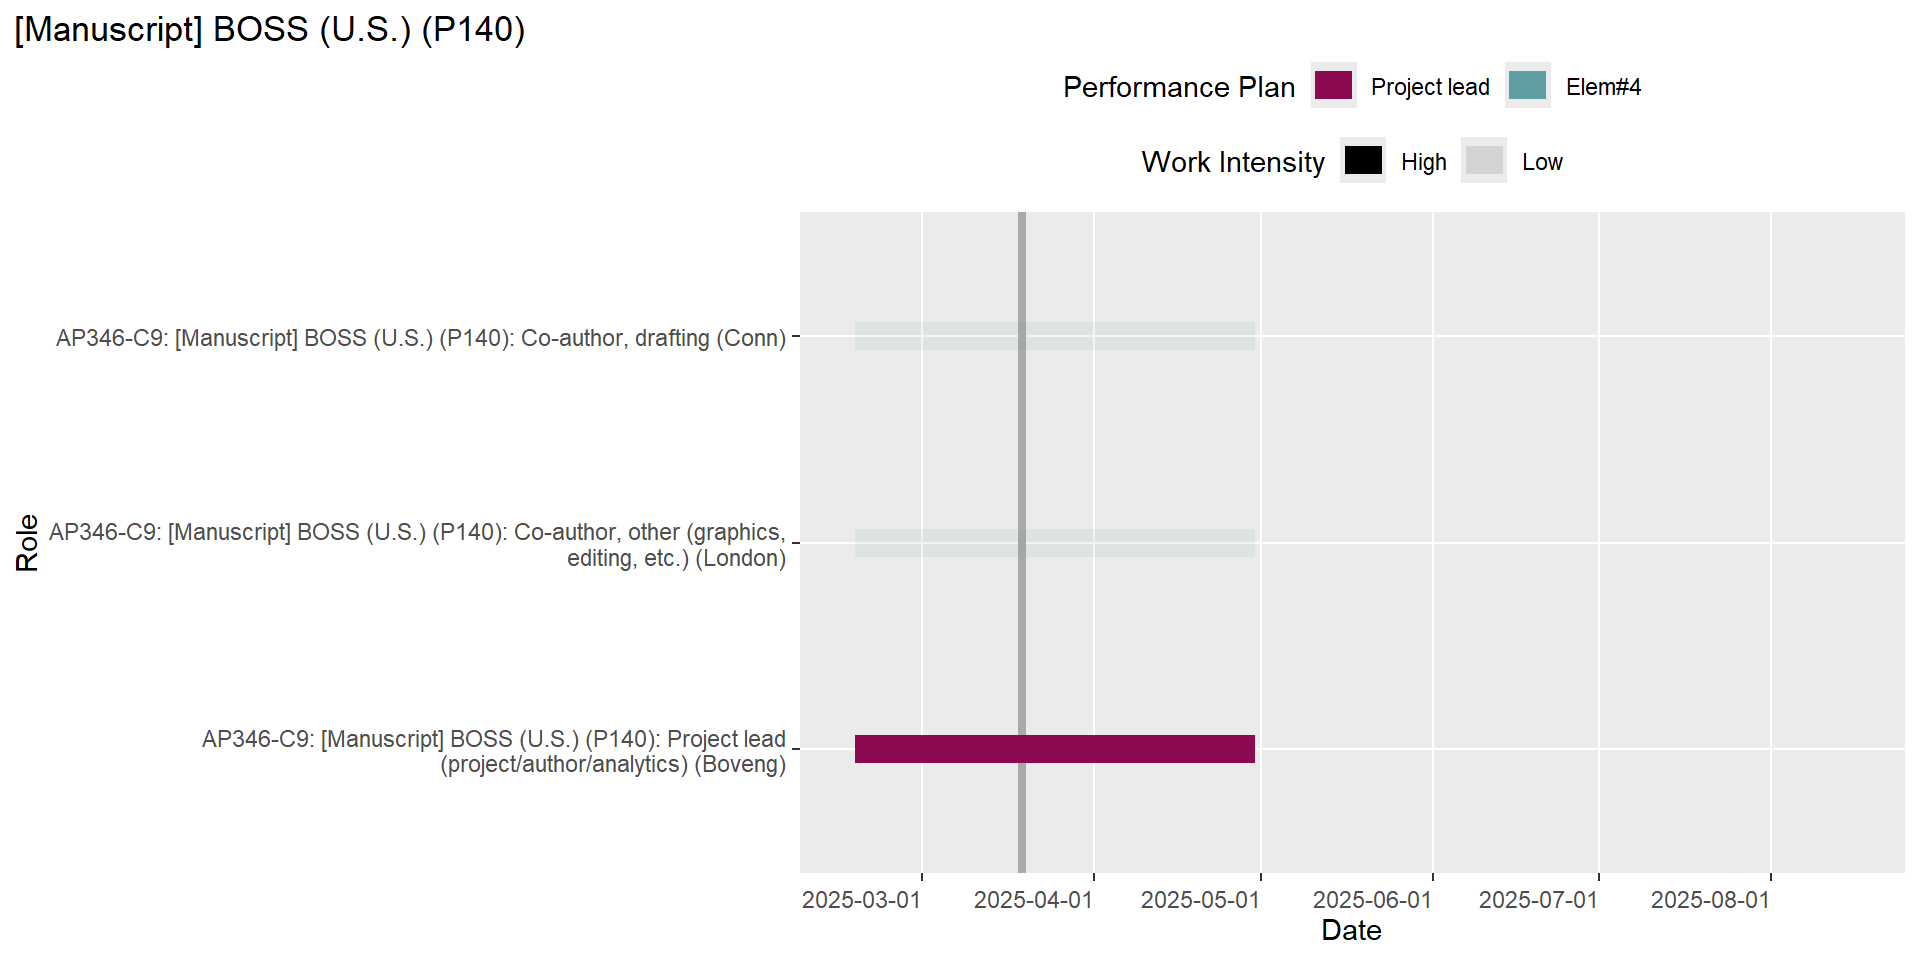 [Manuscript] BOSS (U.S.) (P140)
Performance Plan Project lead Elem#4
Work Intensity High Low
AP346-C9: [Manuscript] BOSS (U.S.) (P140): Co-author, drafting (Conn)
AP346-C9: [Manuscript] BOSS (U.S.) (P140): Co-author, other (graphics,
editing, etc.) (London)
AP346-C9: [Manuscript] BOSS (U.S.) (P140): Project lead
(project/author/analytics) (Boveng)
Role
2025-03-01 2025-04-01 2025-05-01 2025-06-01 2025-07-01 2025-08-01
Date